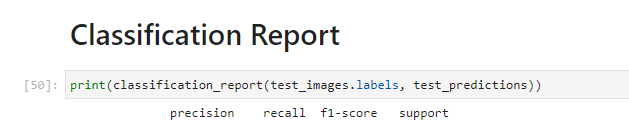 Classification Report
[50]: print(classification_report(test_images.labels, test_predictions))
precision recall f1-score support